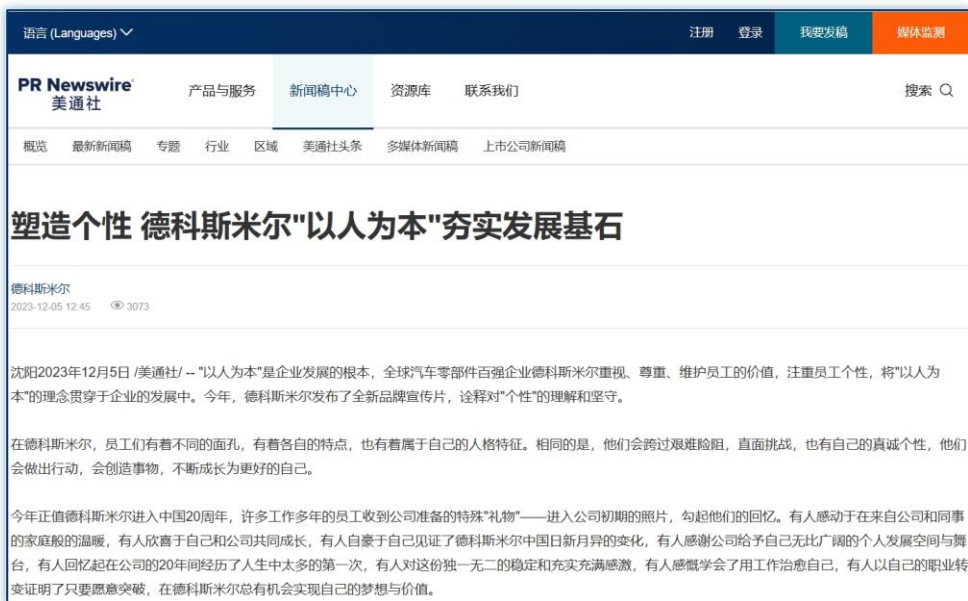 语言 (Languages)
注册
登录
我要发稿
媒体监测
PR Newswire
美通社
产品与服务
新闻稿中心
资源库
联系我们
搜索
概览
最新新闻稿
专题
行业
区域
美通社头条
多媒体新闻稿
上市公司新闻稿
塑造个性 德科斯米尔"以人为本"夯实发展基石
德科斯米尔
2023-12-05 12:45
3073
沈阳2023年12月5日 /美通社/ -- "以人为本"是企业发展的根本，全球汽车零部件百强企业德科斯米尔重视、尊重、维护员工的价值，注重员工个性，将"以人为
本"的理念贯穿于企业的发展中。今年，德科斯米尔发布了全新品牌宣传片，诠释对"个性"的理解和坚守。
在德科斯米尔，员工们有着不同的面孔，有着各自的特点，也有着属于自己的人格特征。相同的是，他们会跨过艰难险阻，直面挑战，也有自己的真诚个性，他们
会做出行动，会创造事物，不断成长为更好的自己。
今年正值德科斯米尔进入中国20周年，许多工作多年的员工收到公司准备的特殊"礼物"——进入公司初期的照片，勾起他们的回忆。有人感动于在来自公司和同事
的家庭般的温暖，有人欣喜于自己和公司共同成长，有人自豪于自己见证了德科斯米尔中国日新月异的变化，有人感谢公司给予自己无比广阔的个人发展空间与舞
台，有人回忆起在公司的20年间经历了人生中太多的第一次，有人对这份独一无二的稳定和充实充满感激，有人感慨学会了用工作治愈自己，有人以自己的职业转
变证明了只要愿意突破，在德科斯米尔总有机会实现自己的梦想与价值。